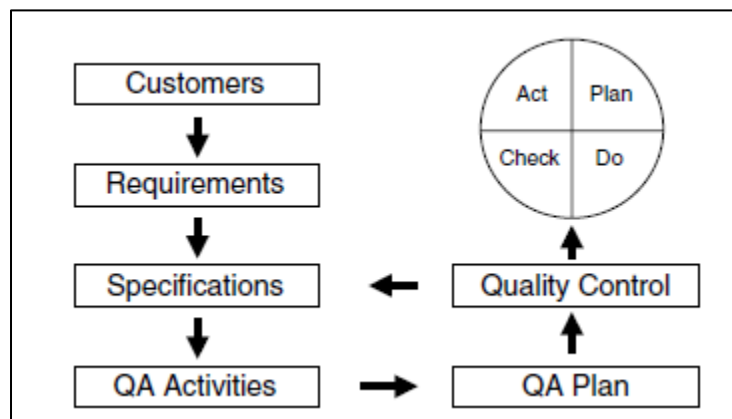 Customers
Act
Plan
Check
Do
Requirements
Specifications
Quality Control
QA Activities
QA Plan